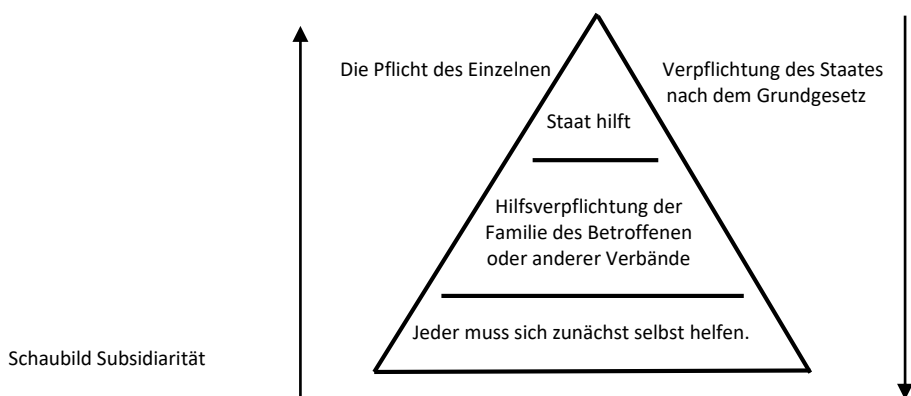 Die Pflicht des Einzelnen
Verpflichtung des Staates
nach dem Grundgesetz
Staat hilft
Hilfsverpflichtung der
Familie des Betroffenen
oder anderer Verbände
Jeder muss sich zunächst selbst helfen.
Schaubild Subsidiarität